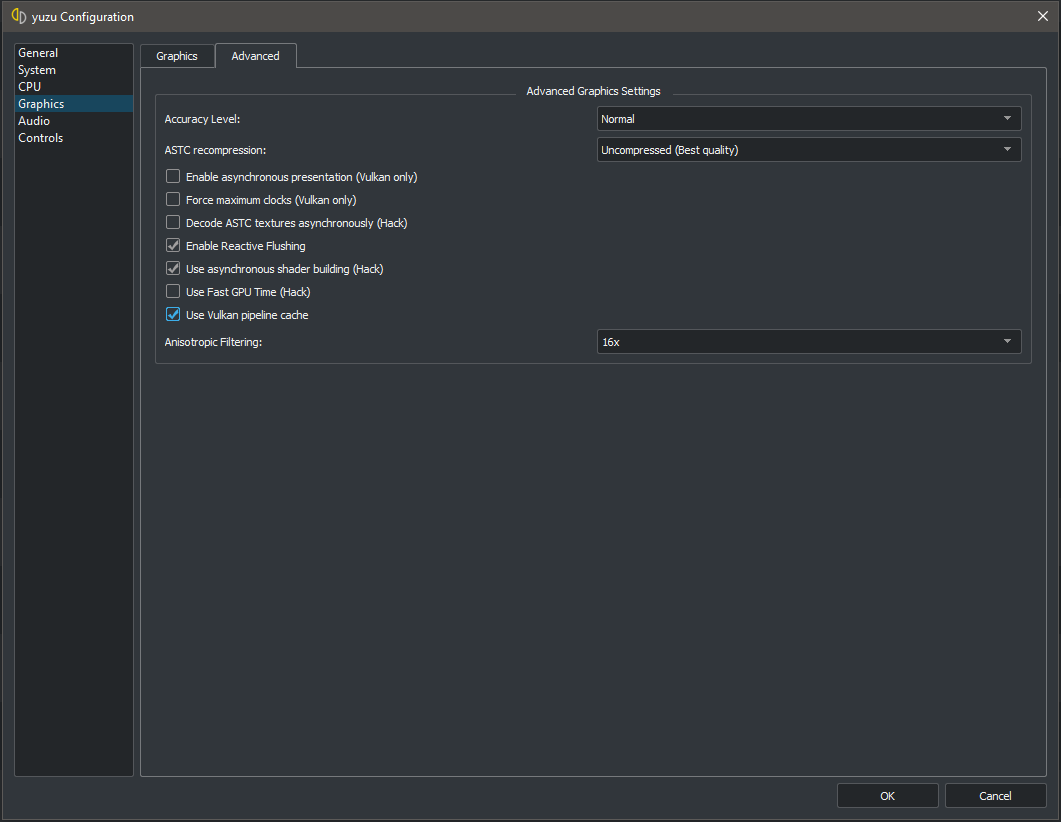 yuzu Configuration
General
System
CPU
Graphics
Audio
Controls
Graphics
Advanced
Advanced Graphics Settings
Accuracy Level:
Normal
ASTC recompression:
Uncompressed (Best quality)
Enable asynchronous presentation (Vulkan only)
Force maximum clocks (Vulkan only)
Decode ASTC textures asynchronously (Hack)
Enable Reactive Flushing
Use asynchronous shader building (Hack)
Use Fast GPU Time (Hack)
Use Vulkan pipeline cache
Anisotropic Filtering:
16x
OK
Cancel